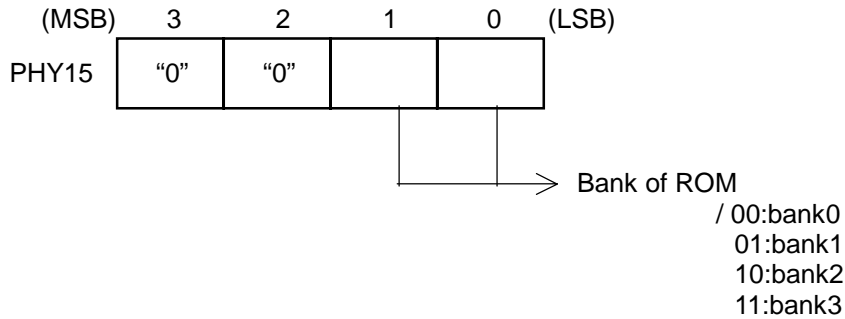 (MSB) 3 2 1 0 (LSB)
PHY15 “0” “0”
Bank of ROM
/ 00:bank0
01:bank1
10:bank2
11:bank3